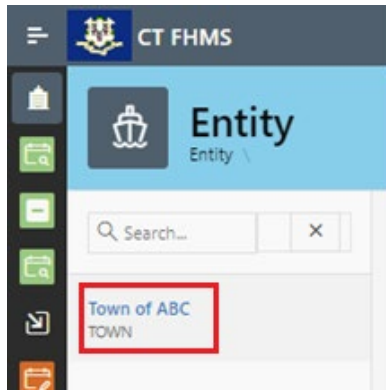 CT FHMS
Entity
Entity \
Search...
Town of ABC
TOWN